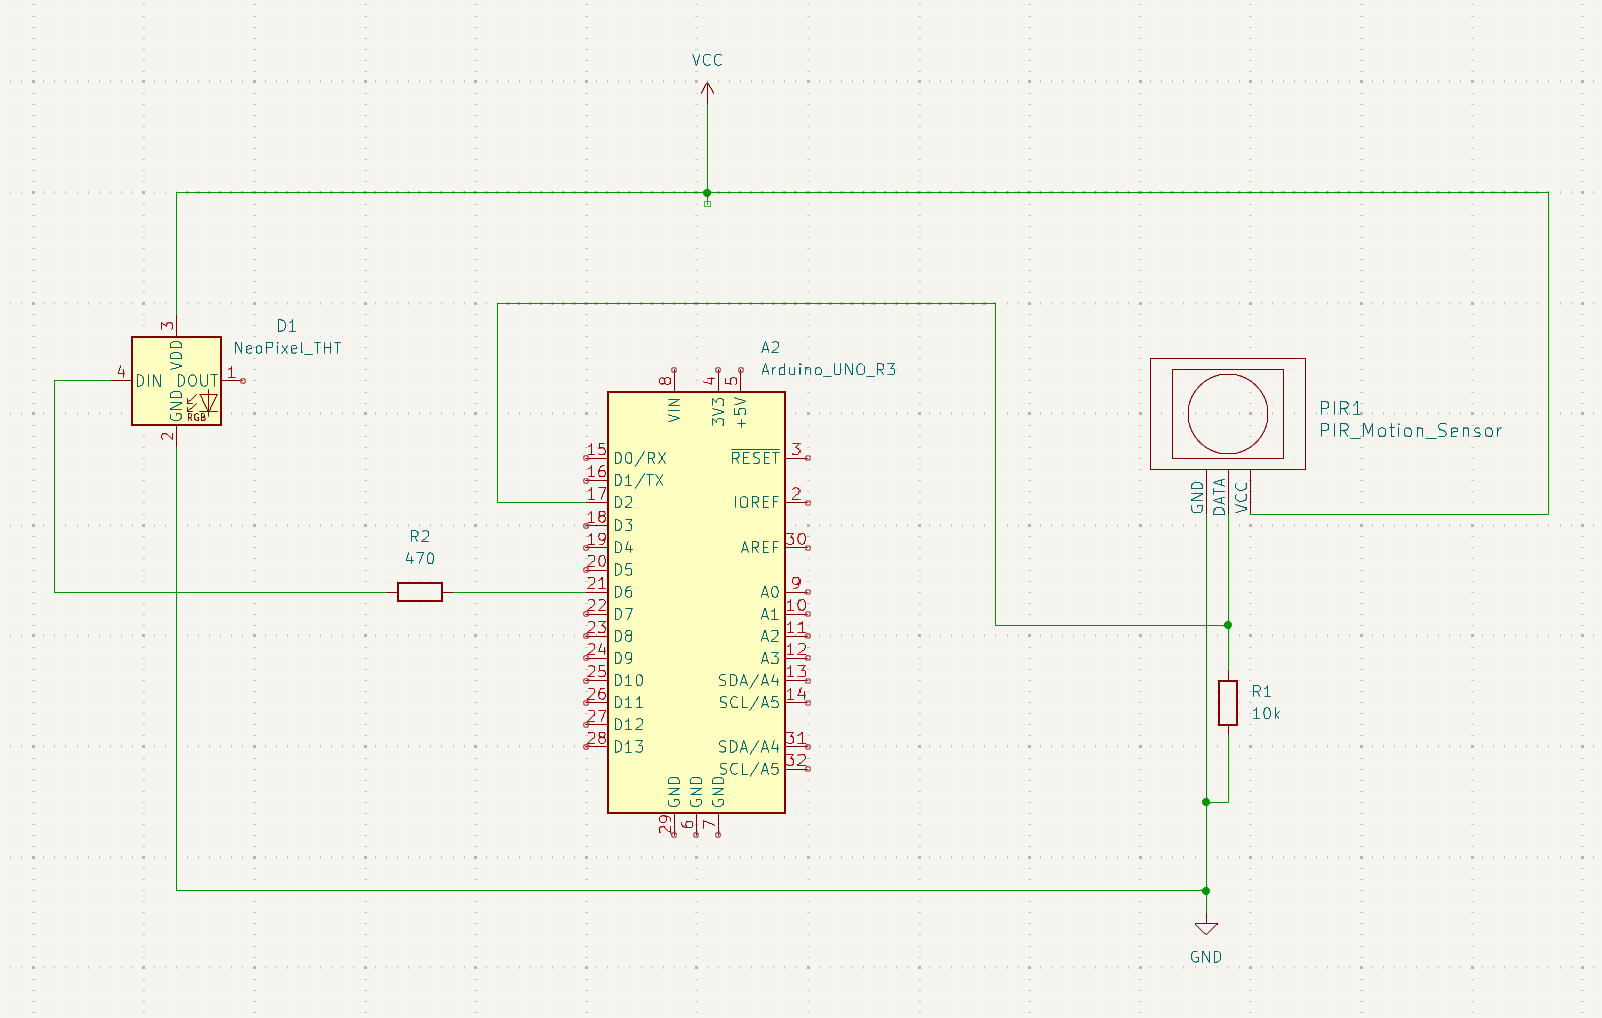 VCC
D1
NeoPixel_THT
3
VDD
4
DIN
DOUT
1
GND
RGB
2
R2
470
A2
Arduino_UNO_R3
8
4
5
VIN
3V3
+5V
15
D0/RX
16
D1/TX
17
D2
18
D3
19
D4
20
D5
21
D6
22
D7
23
D8
24
D9
25
D10
26
D11
27
D12
28
D13
RESET
3
IOREF
2
AREF
30
A0
9
A1
10
A2
11
A3
12
SDA/A4
13
SCL/A5
14
SDA/A4
31
SCL/A5
32
GND
GND
GND
29
6
7
PIR1
PIR_Motion_Sensor
GND
DATA
VCC
R1
10k
GND